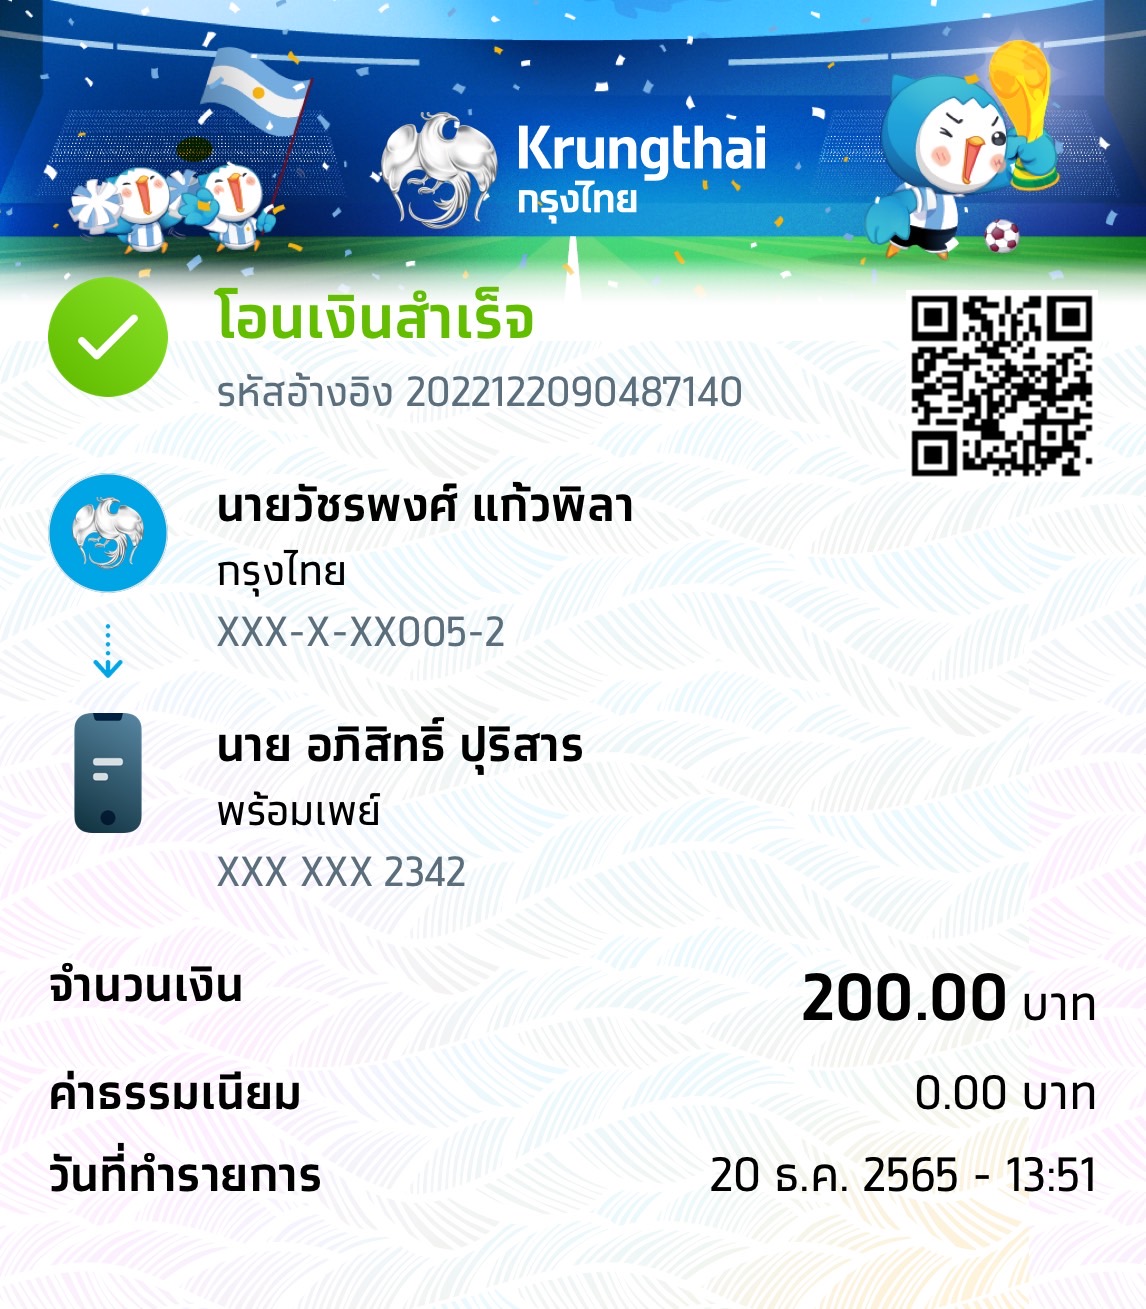 Krungthai
กรุงไทย
โอนเงินสำเร็จ
รหัสอ้างอิง 2022122090487140
นายวัชรพงศ์ แก้วพิลา
กรุงไทย
XXX-X-XX005-2
นาย อภิสิทธิ์ ปุริสาร
พร้อมเพย์
XXX XXX 2342
จำนวนเงิน 200.00 บาท
ค่าธรรมเนียม 0.00 บาท
วันที่ทำรายการ 20 ธ.ค. 2565 - 13:51